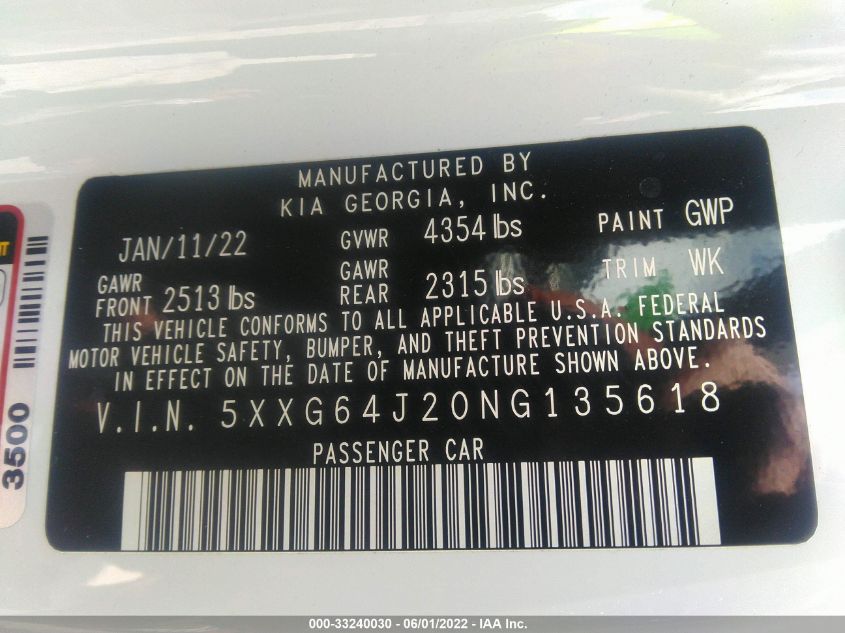 MANUFACTURED BY
KIA GEORGIA, INC.
JAN/11/22 GVWR 4354 lbs PAINT GWP
GAWR FRONT 2513 lbs GAWR REAR 2315 lbs TRIM WK
THIS VEHICLE CONFORMS TO ALL APPLICABLE U.S.A. FEDERAL
MOTOR VEHICLE SAFETY, BUMPER, AND THEFT PREVENTION STANDARDS
IN EFFECT ON THE DATE OF MANUFACTURE SHOWN ABOVE.
V.I.N. 5XXG64J20NG135618
PASSENGER CAR
3500
000-33240030 - 06/01/2022 - IAA Inc.